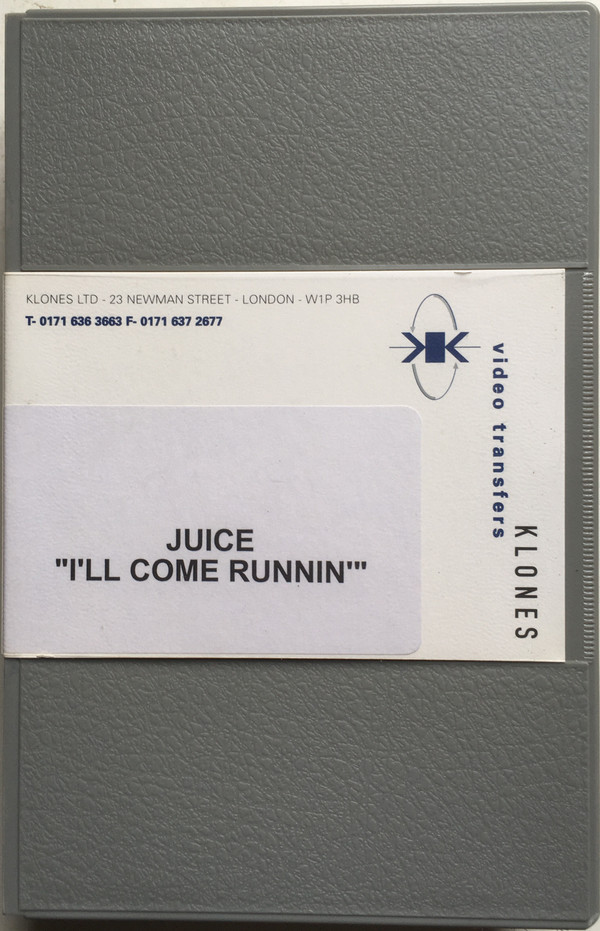 KLONES LTD - 23 NEWMAN STREET - LONDON - W1P 3HB
T- 0171 636 3663 F- 0171 637 2677
video transfers
KLONES
JUICE
"I'LL COME RUNNIN'"